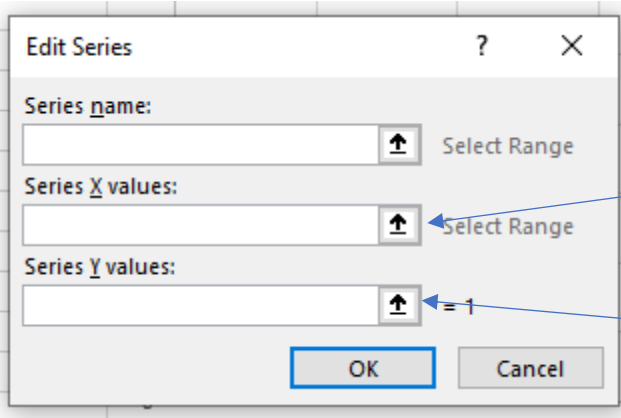 Edit Series ? ×
Series name:
Select Range
Series X values:
Select Range
Series Y values:
= 1
OK Cancel